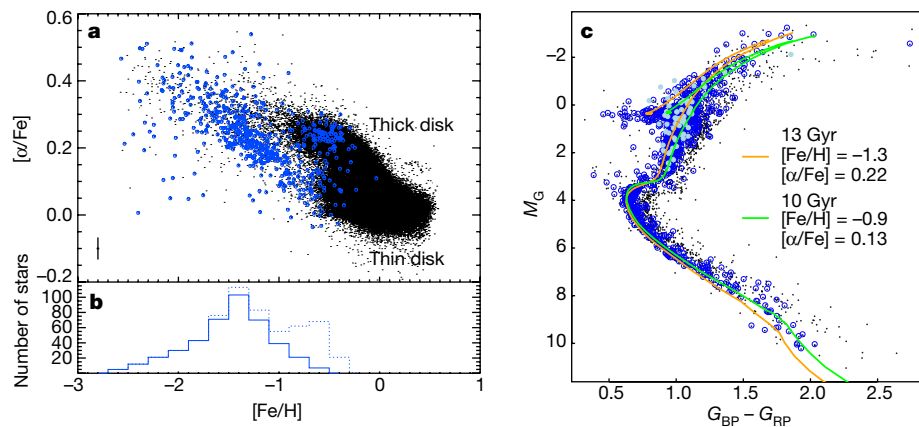 a
0.6
0.4
[α/Fe]
0.2
0.0
−0.2
Thick disk
Thin disk
b
Number of stars
100
80
60
40
20
−3
−2
−1
0
1
[Fe/H]
c
−2
0
2
4
6
8
10
M_G
13 Gyr
[Fe/H] = −1.3
[α/Fe] = 0.22
10 Gyr
[Fe/H] = −0.9
[α/Fe] = 0.13
0.5
1.0
1.5
2.0
2.5
G_BP − G_RP